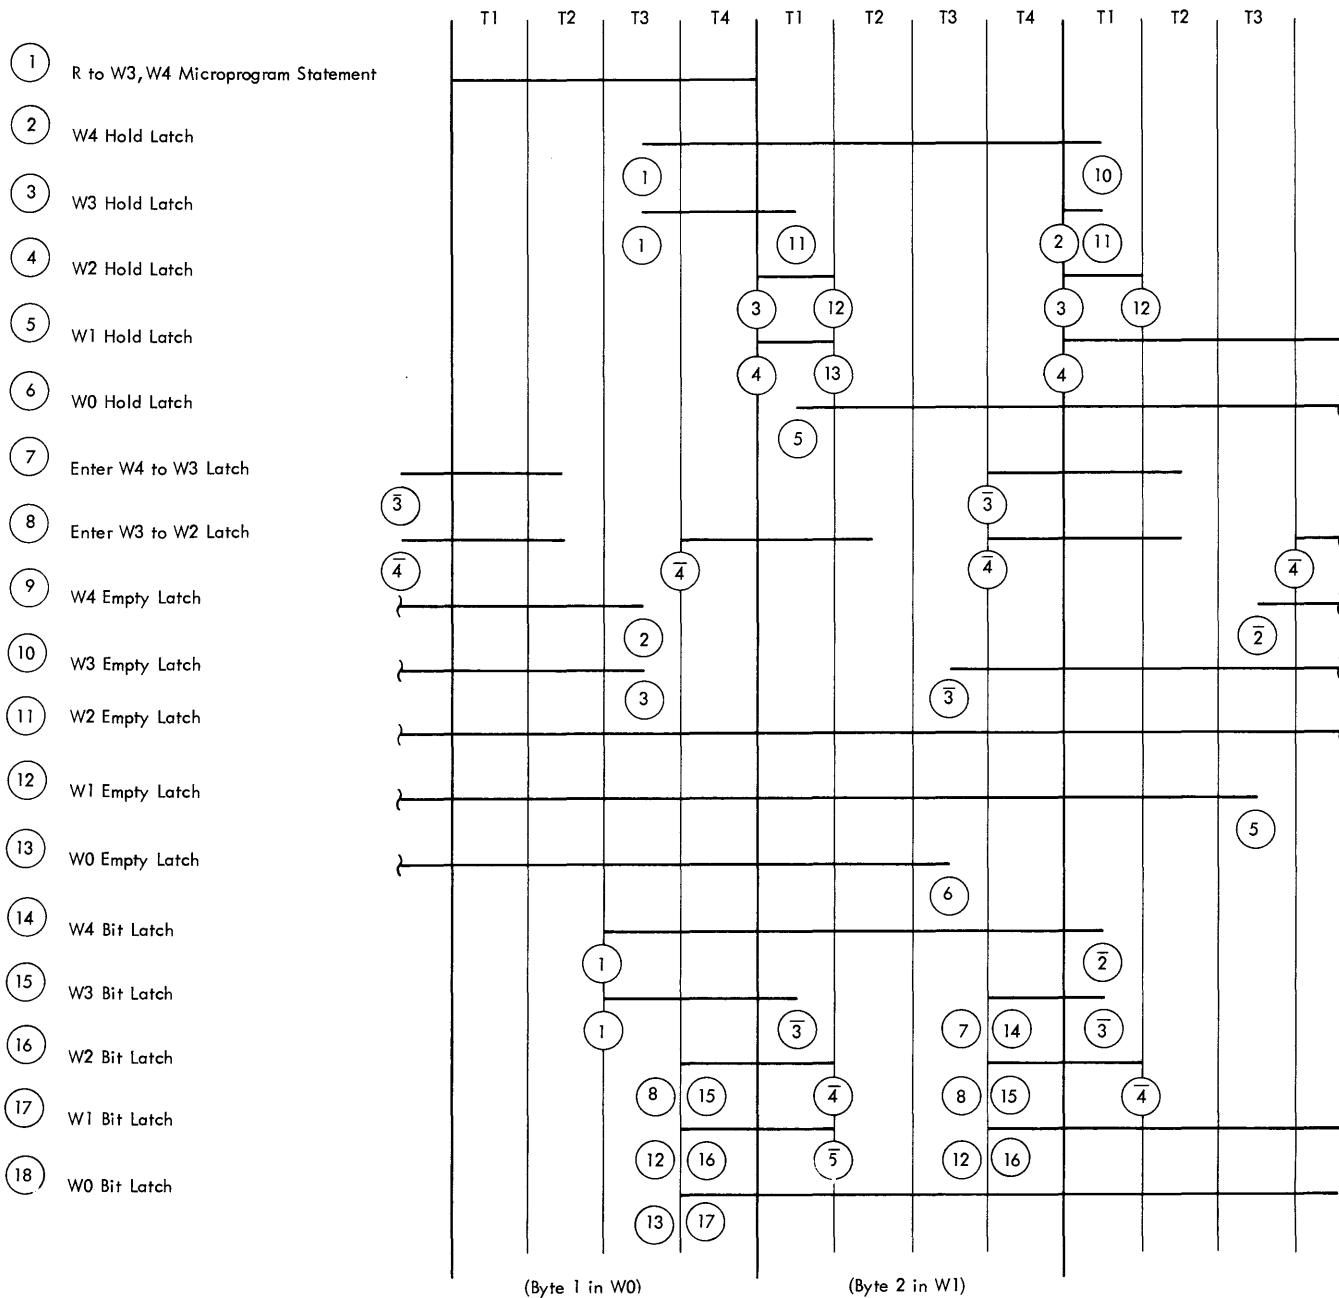 T1 T2 T3 T4 T1 T2 T3 T4 T1 T2 T3
1 R to W3, W4 Microprogram Statement
2 W4 Hold Latch
1 10
3 W3 Hold Latch
1 11 2 11
4 W2 Hold Latch
3 12 3 12
5 W1 Hold Latch
4 13 4
6 W0 Hold Latch
5
7 Enter W4 to W3 Latch
3̅ 3̅
8 Enter W3 to W2 Latch
4̅ 4̅ 4̅ 4̅
9 W4 Empty Latch
2 2̅
10 W3 Empty Latch
3 3̅
11 W2 Empty Latch
12 W1 Empty Latch
5
13 W0 Empty Latch
6
14 W4 Bit Latch
1 2̅
15 W3 Bit Latch
1 3̅ 7 14 3̅
16 W2 Bit Latch
8 15 4̅ 8 15 4̅
17 W1 Bit Latch
12 16 5̅ 12 16
18 W0 Bit Latch
13 17
(Byte 1 in W0) (Byte 2 in W1)